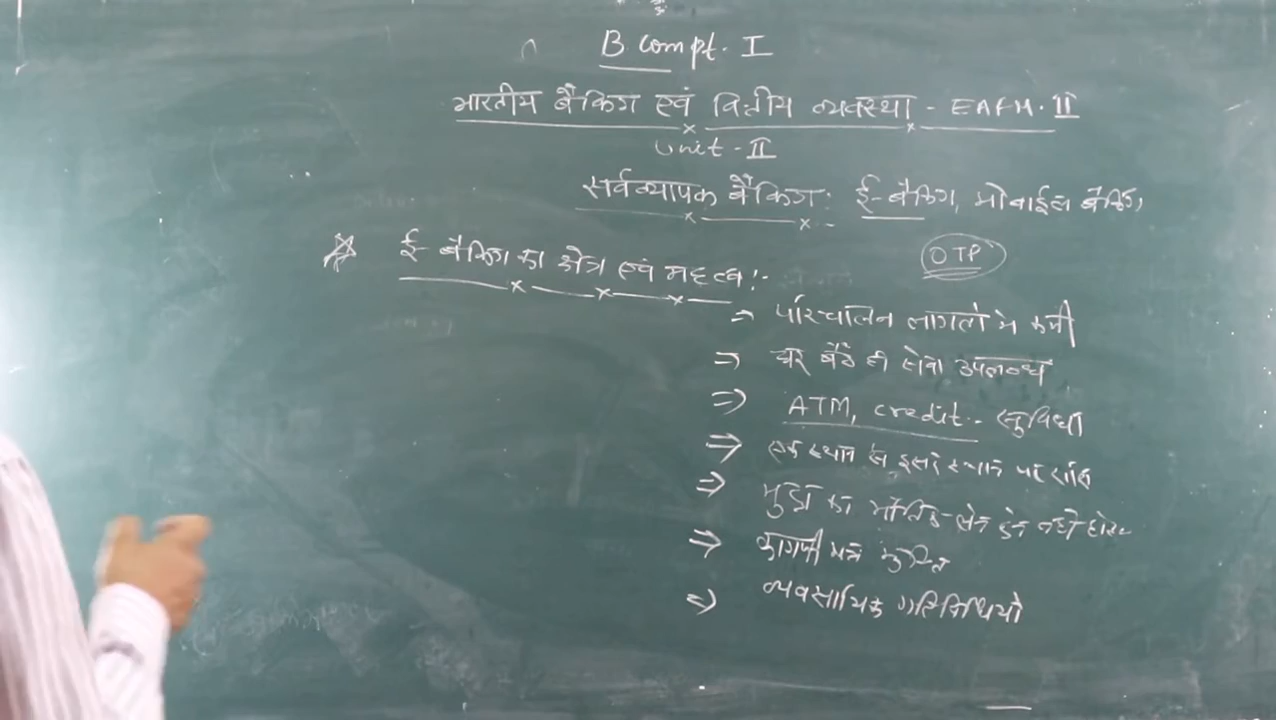 B Compt. I
भारतीय बैंकिंग एवं वित्तीय व्यवस्था - EAFM. II
Unit - II
सर्वव्यापक बैंकिंग: ई-बैंकिंग, मोबाईल बैंकिंग,
ई-बैंकिंग का क्षेत्र एवं महत्व :-
OTP
⇒ परिचालन लागतों में कमी
⇒ घर बैठे ही सेवा उपलब्ध
⇒ ATM, credit.. सुविधा
⇒ एक स्थान से दूसरे स्थान पर राशि
⇒ मुद्रा का भौतिक-लेन देन नहीं
⇒ कागजी मुक्ति
⇒ व्यवसायिक गतिविधियों